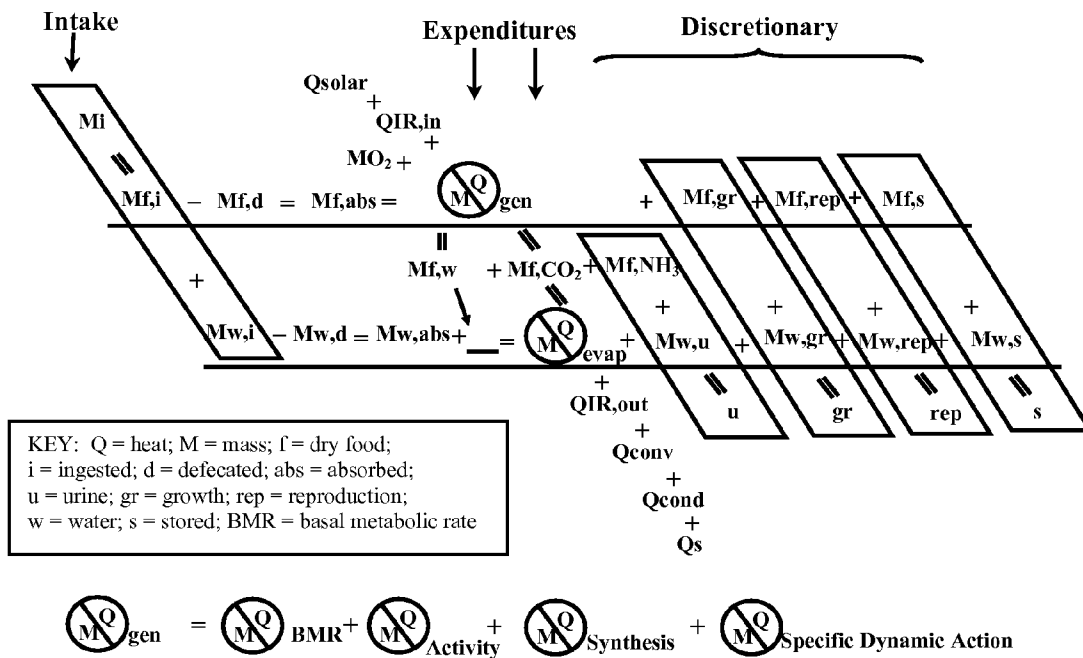 Intake
Expenditures
Discretionary
Qsolar
+
QIR,in
+
MO₂ +
Mi
=
Mf,i − Mf,d = Mf,abs = M Q gen + Mf,gr + Mf,rep + Mf,s
= =
Mf,w + Mf,CO₂ + Mf,NH₃
+ = + + + +
Mw,i − Mw,d = Mw,abs + __ = M Q evap + Mw,u + Mw,gr + Mw,rep + Mw,s
= = = =
u gr rep s
+
QIR,out
+
Qconv
+
Qcond
+
Qs
KEY: Q = heat; M = mass; f = dry food;
i = ingested; d = defecated; abs = absorbed;
u = urine; gr = growth; rep = reproduction;
w = water; s = stored; BMR = basal metabolic rate
M Q gen = M Q BMR + M Q Activity + M Q Synthesis + M Q Specific Dynamic Action